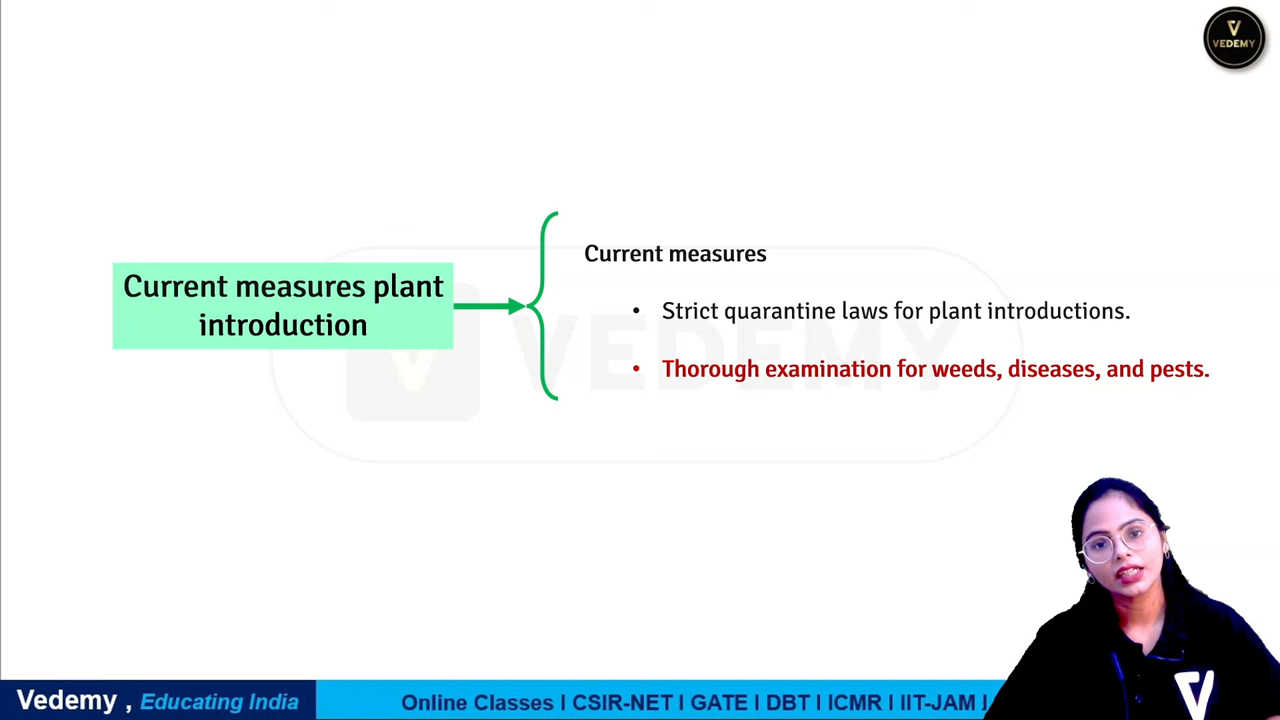 VEDEMY
Current measures plant
introduction
Current measures
• Strict quarantine laws for plant introductions.
• Thorough examination for weeds, diseases, and pests.
VEDEMY
Vedemy , Educating India
Online Classes I CSIR-NET I GATE I DBT I ICMR I IIT-JAM I